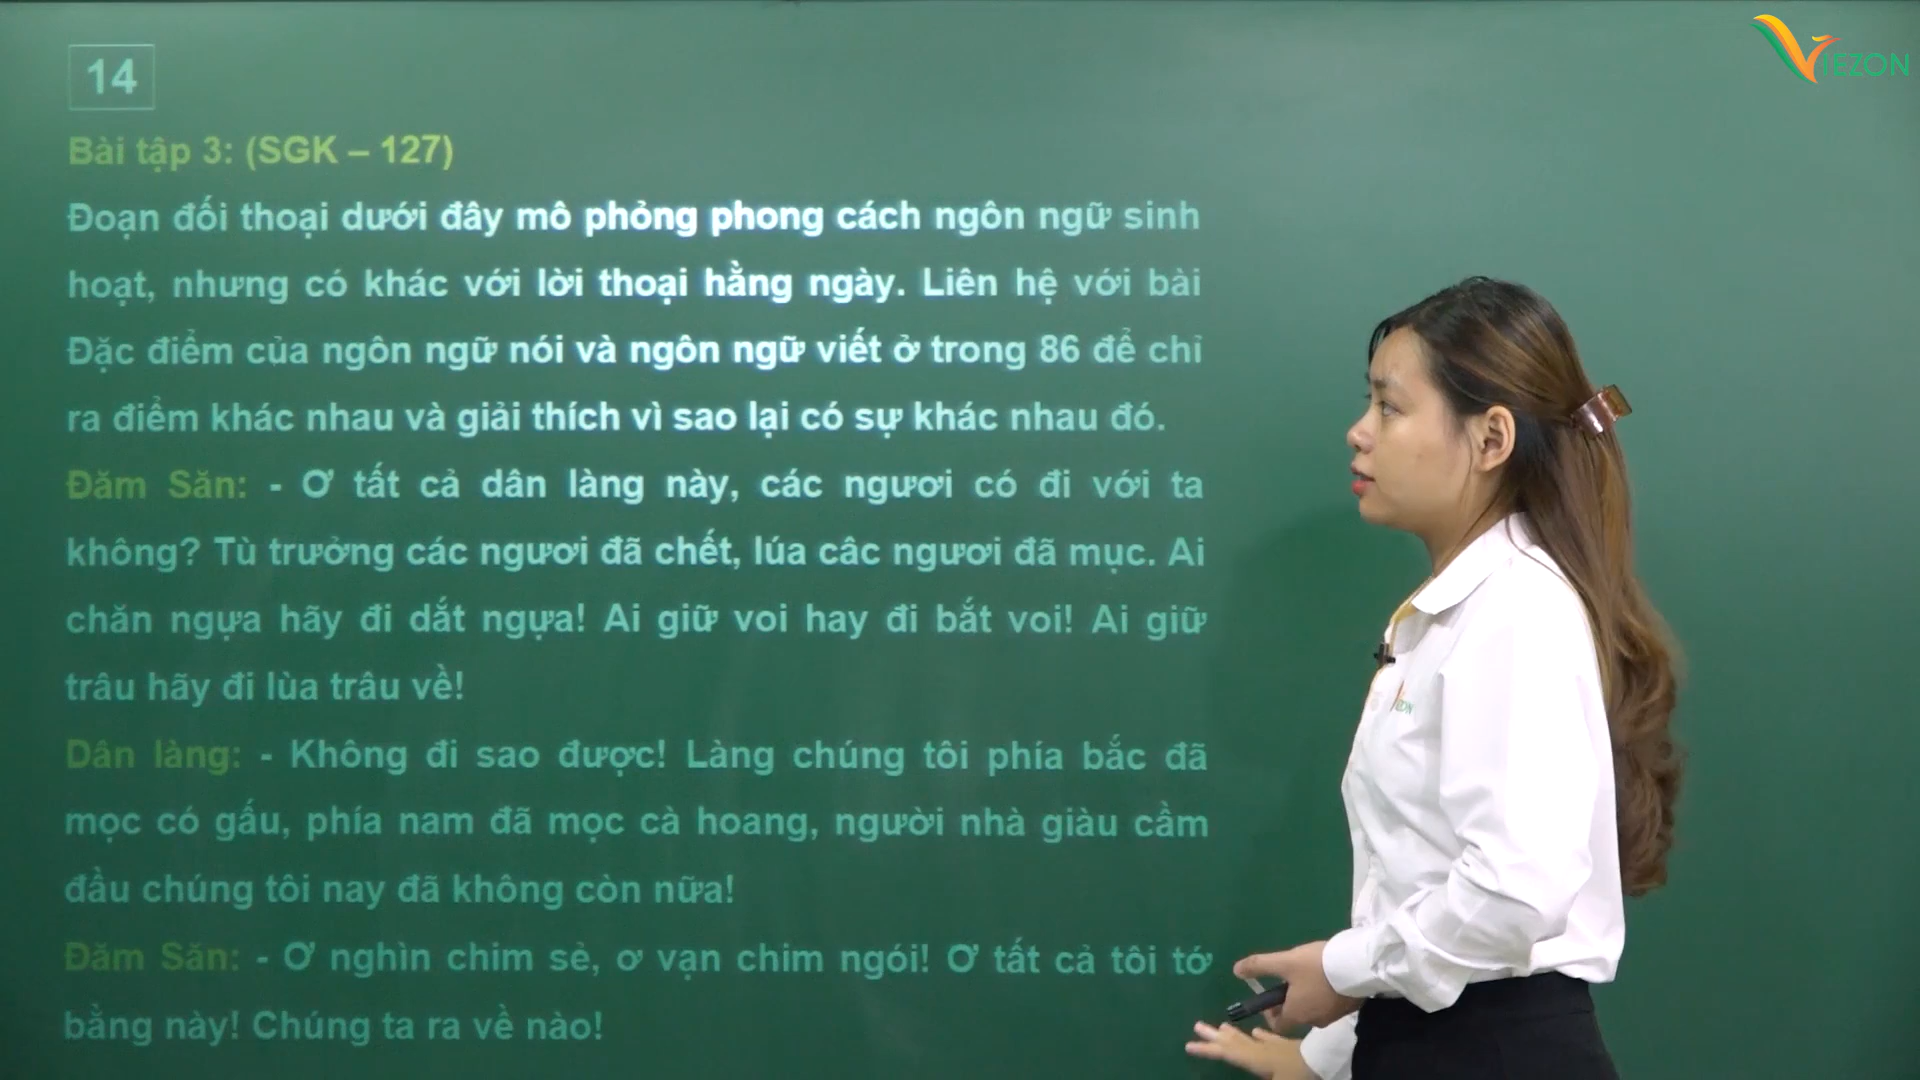 VIEZON
14
Bài tập 3: (SGK – 127)
Đoạn đối thoại dưới đây mô phỏng phong cách ngôn ngữ sinh
hoạt, nhưng có khác với lời thoại hằng ngày. Liên hệ với bài
Đặc điểm của ngôn ngữ nói và ngôn ngữ viết ở trong 86 để chỉ
ra điểm khác nhau và giải thích vì sao lại có sự khác nhau đó.
Đăm Săn: - Ơ tất cả dân làng này, các ngươi có đi với ta
không? Tù trưởng các ngươi đã chết, lúa câc ngươi đã mục. Ai
chăn ngựa hãy đi dắt ngựa! Ai giữ voi hay đi bắt voi! Ai giữ
trâu hãy đi lùa trâu về!
Dân làng: - Không đi sao được! Làng chúng tôi phía bắc đã
mọc có gấu, phía nam đã mọc cà hoang, người nhà giàu cầm
đầu chúng tôi nay đã không còn nữa!
Đăm Săn: - Ơ nghìn chim sẻ, ơ vạn chim ngói! Ơ tất cả tôi tớ
bằng này! Chúng ta ra về nào!